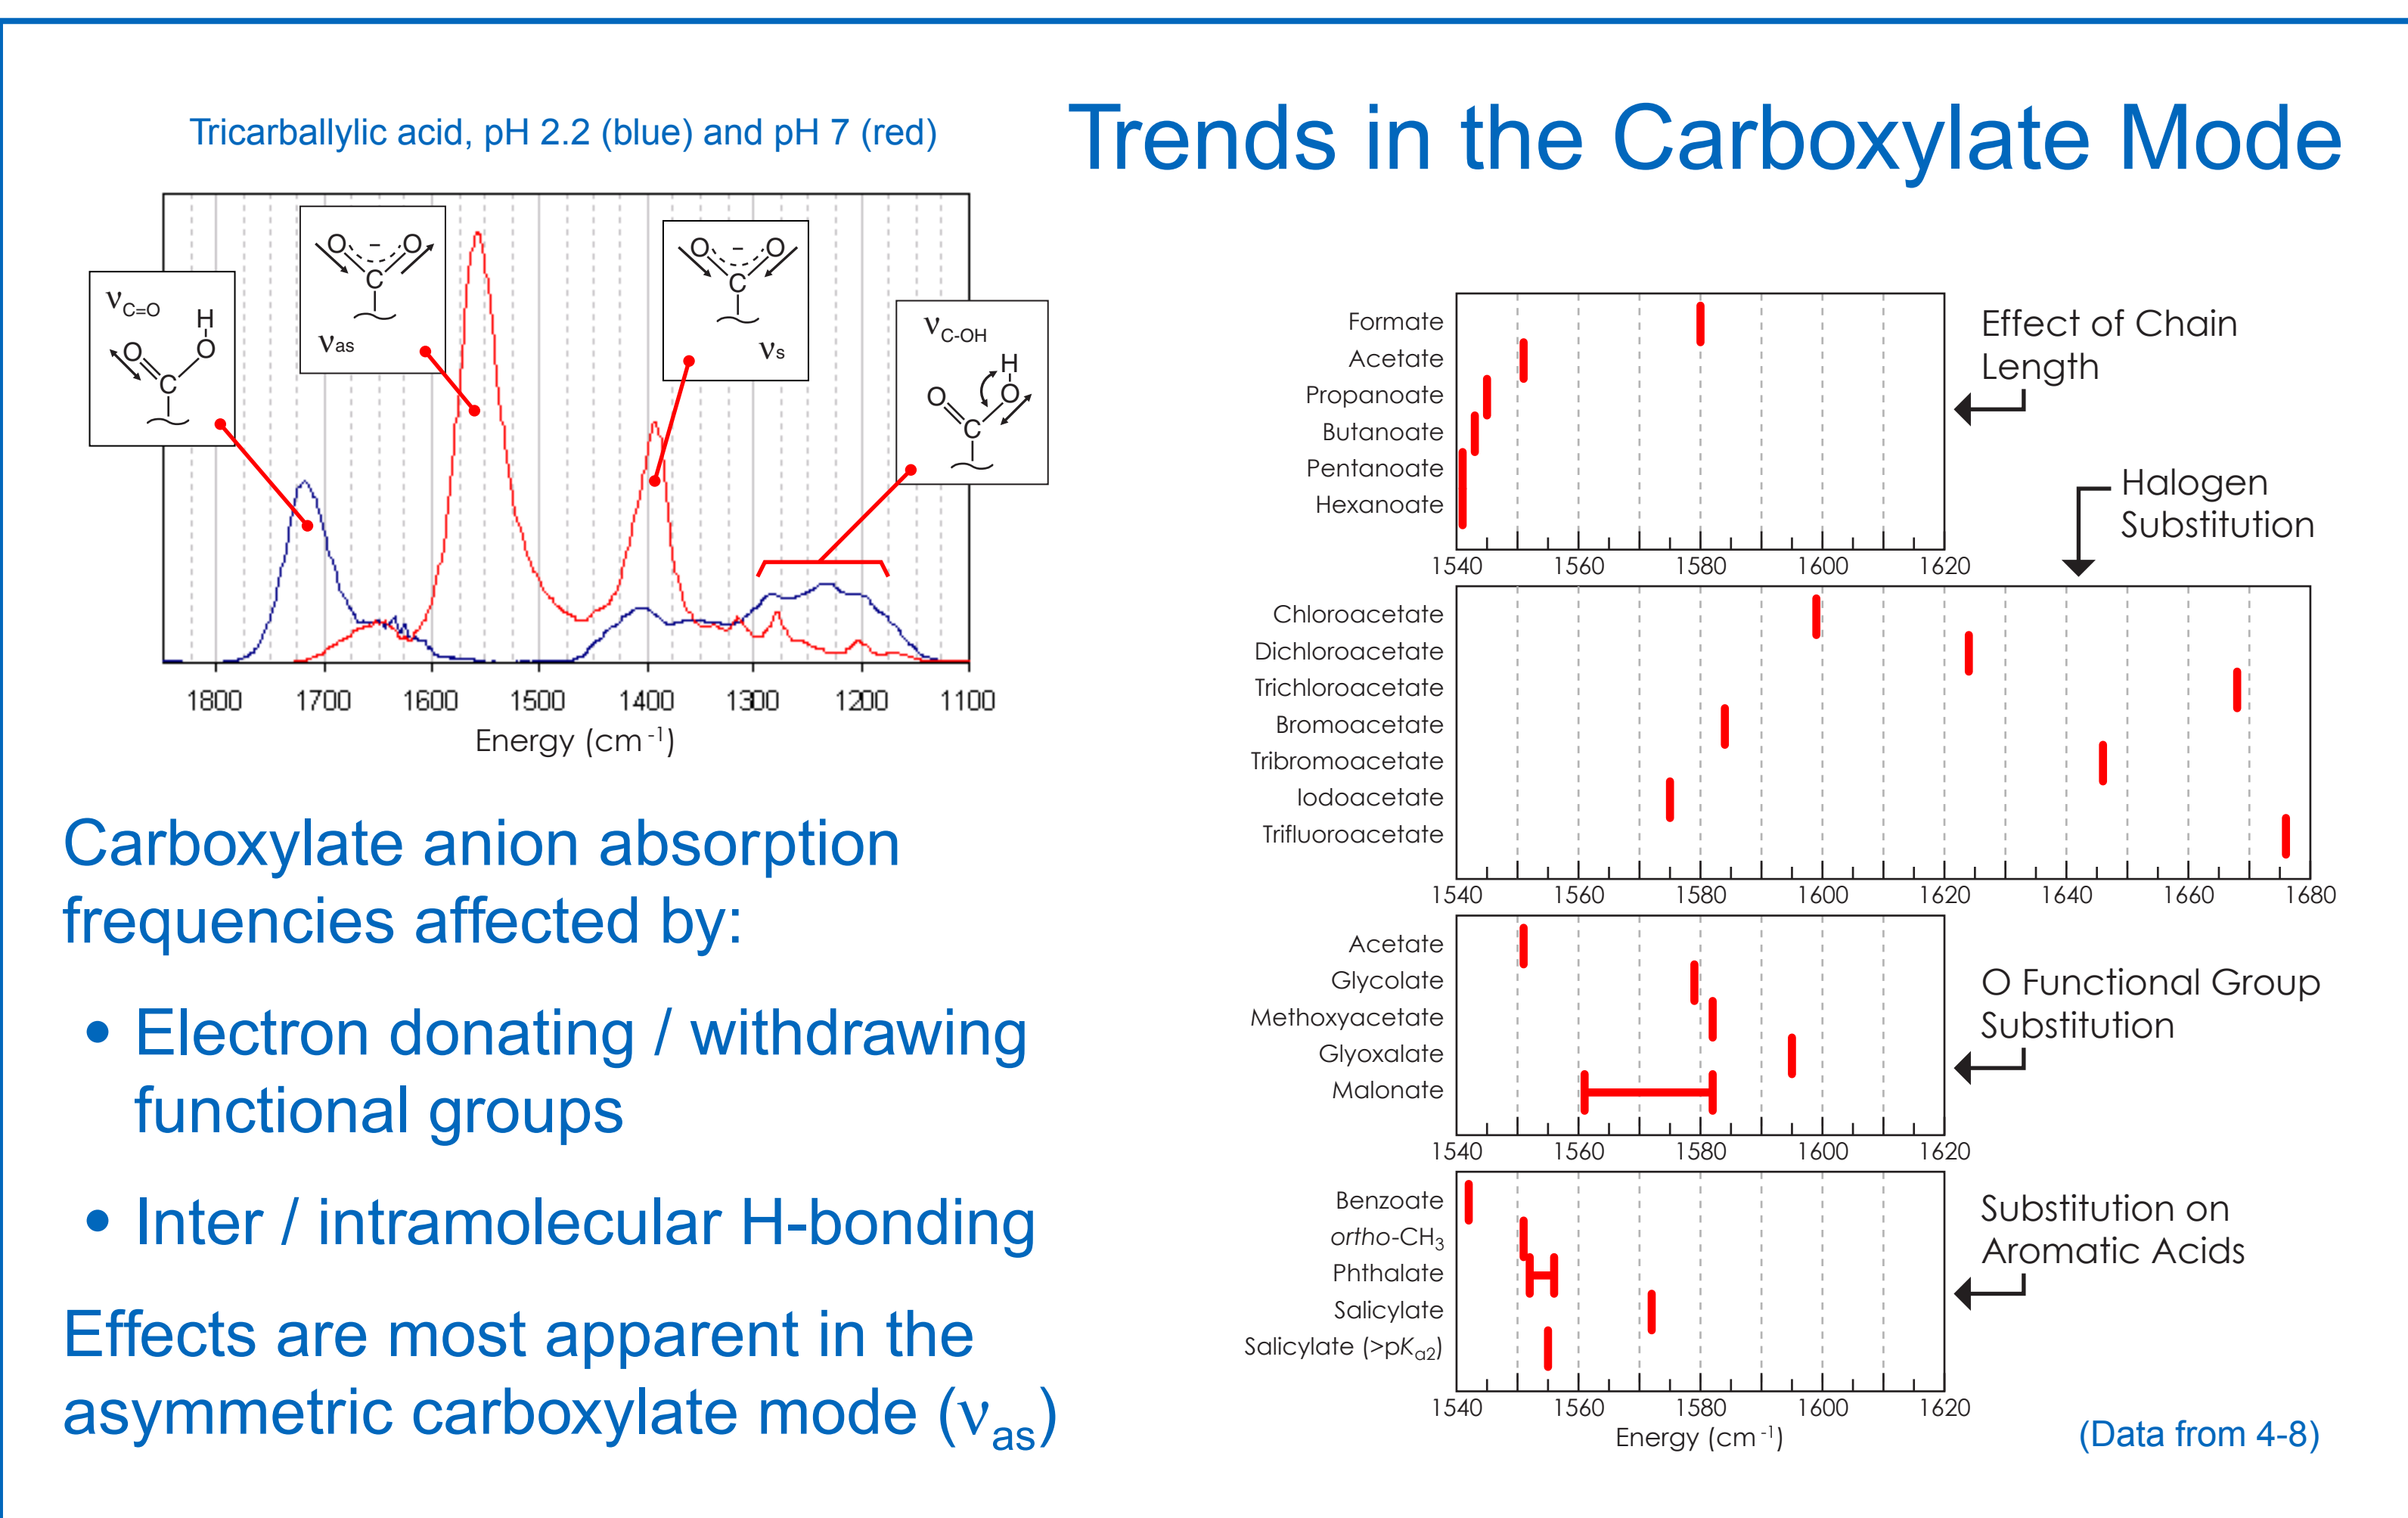 Trends in the Carboxylate Mode
Tricarballylic acid, pH 2.2 (blue) and pH 7 (red)
ν_C=O
H
O
O
C
O
–
O
C
ν_as
O
–
O
C
ν_s
ν_C-OH
H
O
O
C
1800 1700 1600 1500 1400 1300 1200 1100
Energy (cm⁻¹)
Carboxylate anion absorption
frequencies affected by:
• Electron donating / withdrawing
functional groups
• Inter / intramolecular H-bonding
Effects are most apparent in the
asymmetric carboxylate mode (ν_as)
Formate
Acetate
Propanoate
Butanoate
Pentanoate
Hexanoate
1540 1560 1580 1600 1620
Effect of Chain
Length
Halogen
Substitution
Chloroacetate
Dichloroacetate
Trichloroacetate
Bromoacetate
Tribromoacetate
Iodoacetate
Trifluoroacetate
1540 1560 1580 1600 1620 1640 1660 1680
Acetate
Glycolate
Methoxyacetate
Glyoxalate
Malonate
1540 1560 1580 1600 1620
O Functional Group
Substitution
Benzoate
ortho-CH₃
Phthalate
Salicylate
Salicylate (>pK_a2)
1540 1560 1580 1600 1620
Energy (cm⁻¹)
Substitution on
Aromatic Acids
(Data from 4-8)